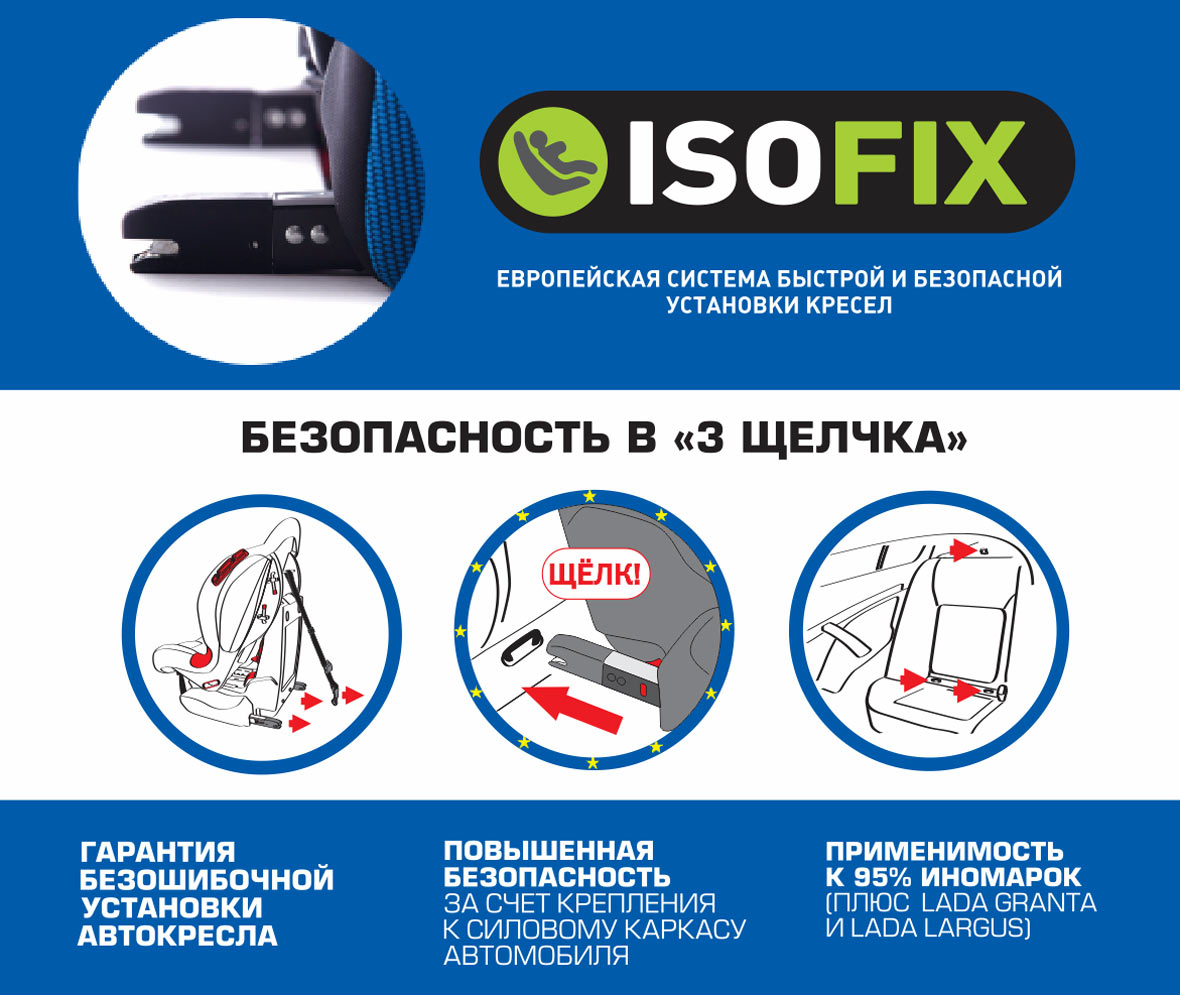 ISOFIX
ЕВРОПЕЙСКАЯ СИСТЕМА БЫСТРОЙ И БЕЗОПАСНОЙ
УСТАНОВКИ КРЕСЕЛ
БЕЗОПАСНОСТЬ В «3 ЩЕЛЧКА»
ЩЁЛК!
ГАРАНТИЯ
БЕЗОШИБОЧНОЙ
УСТАНОВКИ
АВТОКРЕСЛА
ПОВЫШЕННАЯ
БЕЗОПАСНОСТЬ
ЗА СЧЕТ КРЕПЛЕНИЯ
К СИЛОВОМУ КАРКАСУ
АВТОМОБИЛЯ
ПРИМЕНИМОСТЬ
К 95% ИНОМАРОК
(ПЛЮС LADA GRANTA
И LADA LARGUS)